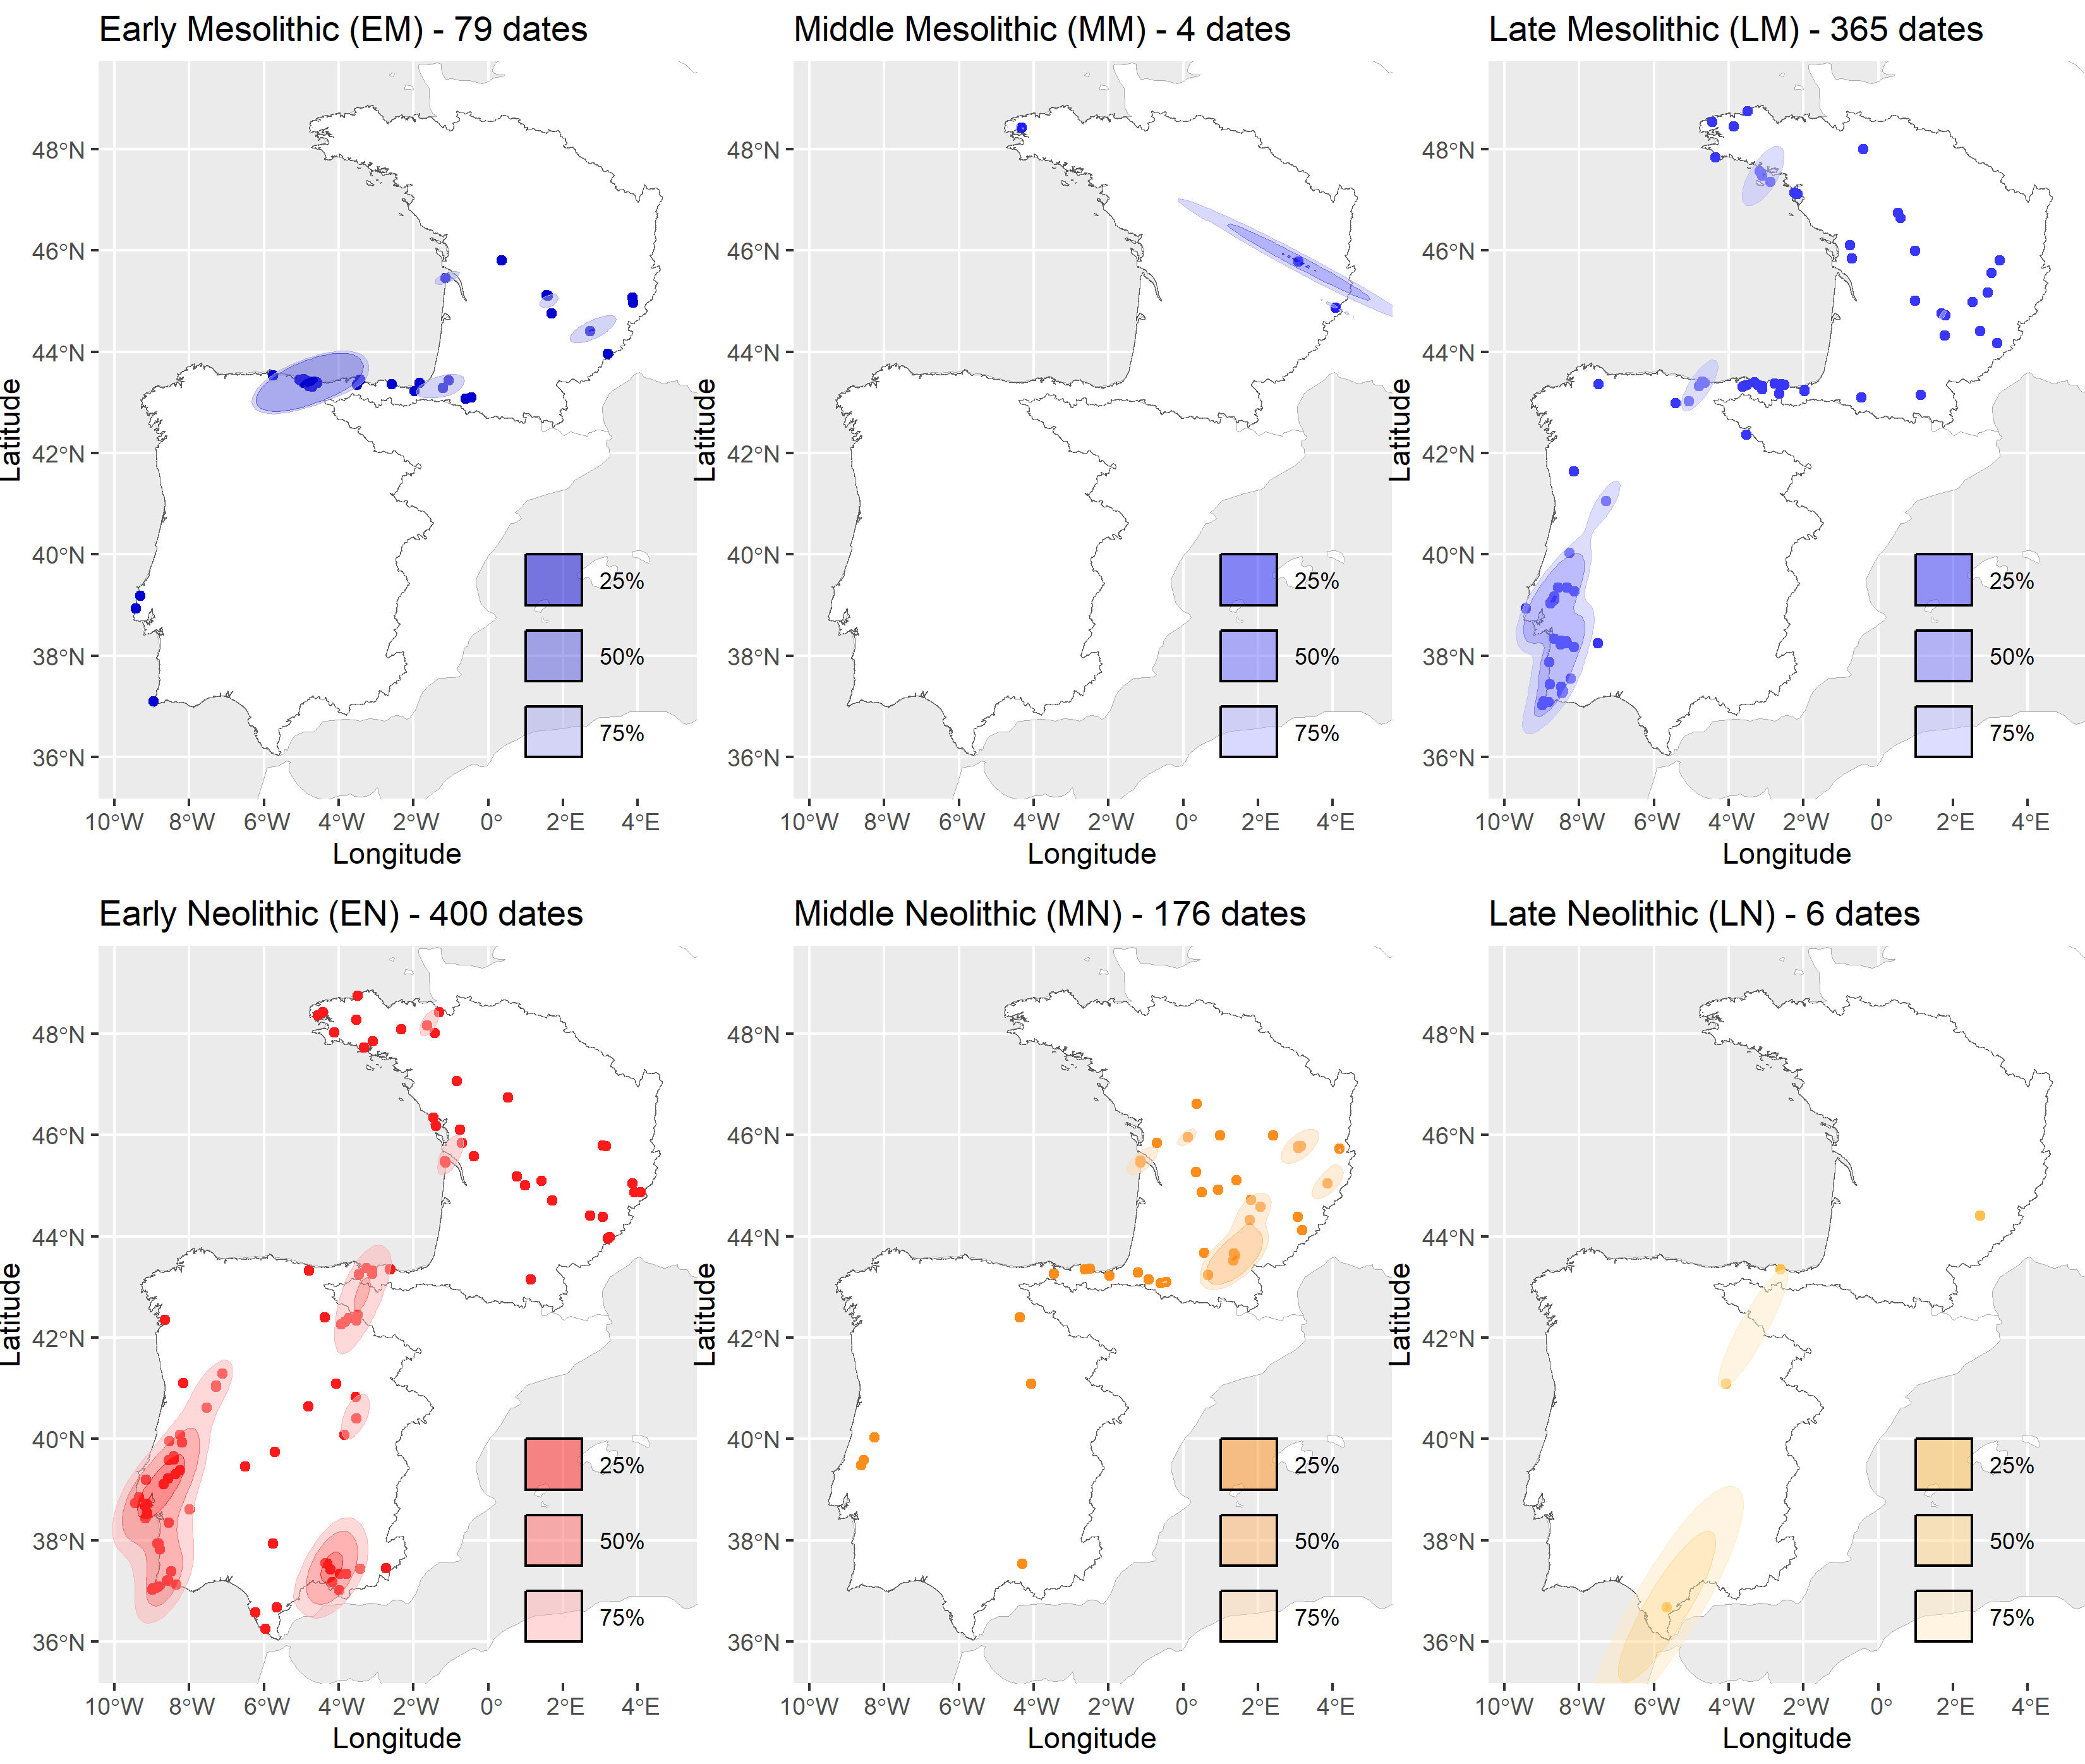 Early Mesolithic (EM) - 79 dates
Latitude
48°N
46°N
44°N
42°N
40°N
38°N
36°N
25%
50%
75%
10°W 8°W 6°W 4°W 2°W 0° 2°E 4°E
Longitude
Middle Mesolithic (MM) - 4 dates
Latitude
48°N
46°N
44°N
42°N
40°N
38°N
36°N
25%
50%
75%
10°W 8°W 6°W 4°W 2°W 0° 2°E 4°E
Longitude
Late Mesolithic (LM) - 365 dates
Latitude
48°N
46°N
44°N
42°N
40°N
38°N
36°N
25%
50%
75%
10°W 8°W 6°W 4°W 2°W 0° 2°E 4°E
Longitude
Early Neolithic (EN) - 400 dates
Latitude
48°N
46°N
44°N
42°N
40°N
38°N
36°N
25%
50%
75%
10°W 8°W 6°W 4°W 2°W 0° 2°E 4°E
Longitude
Middle Neolithic (MN) - 176 dates
Latitude
48°N
46°N
44°N
42°N
40°N
38°N
36°N
25%
50%
75%
10°W 8°W 6°W 4°W 2°W 0° 2°E 4°E
Longitude
Late Neolithic (LN) - 6 dates
Latitude
48°N
46°N
44°N
42°N
40°N
38°N
36°N
25%
50%
75%
10°W 8°W 6°W 4°W 2°W 0° 2°E 4°E
Longitude